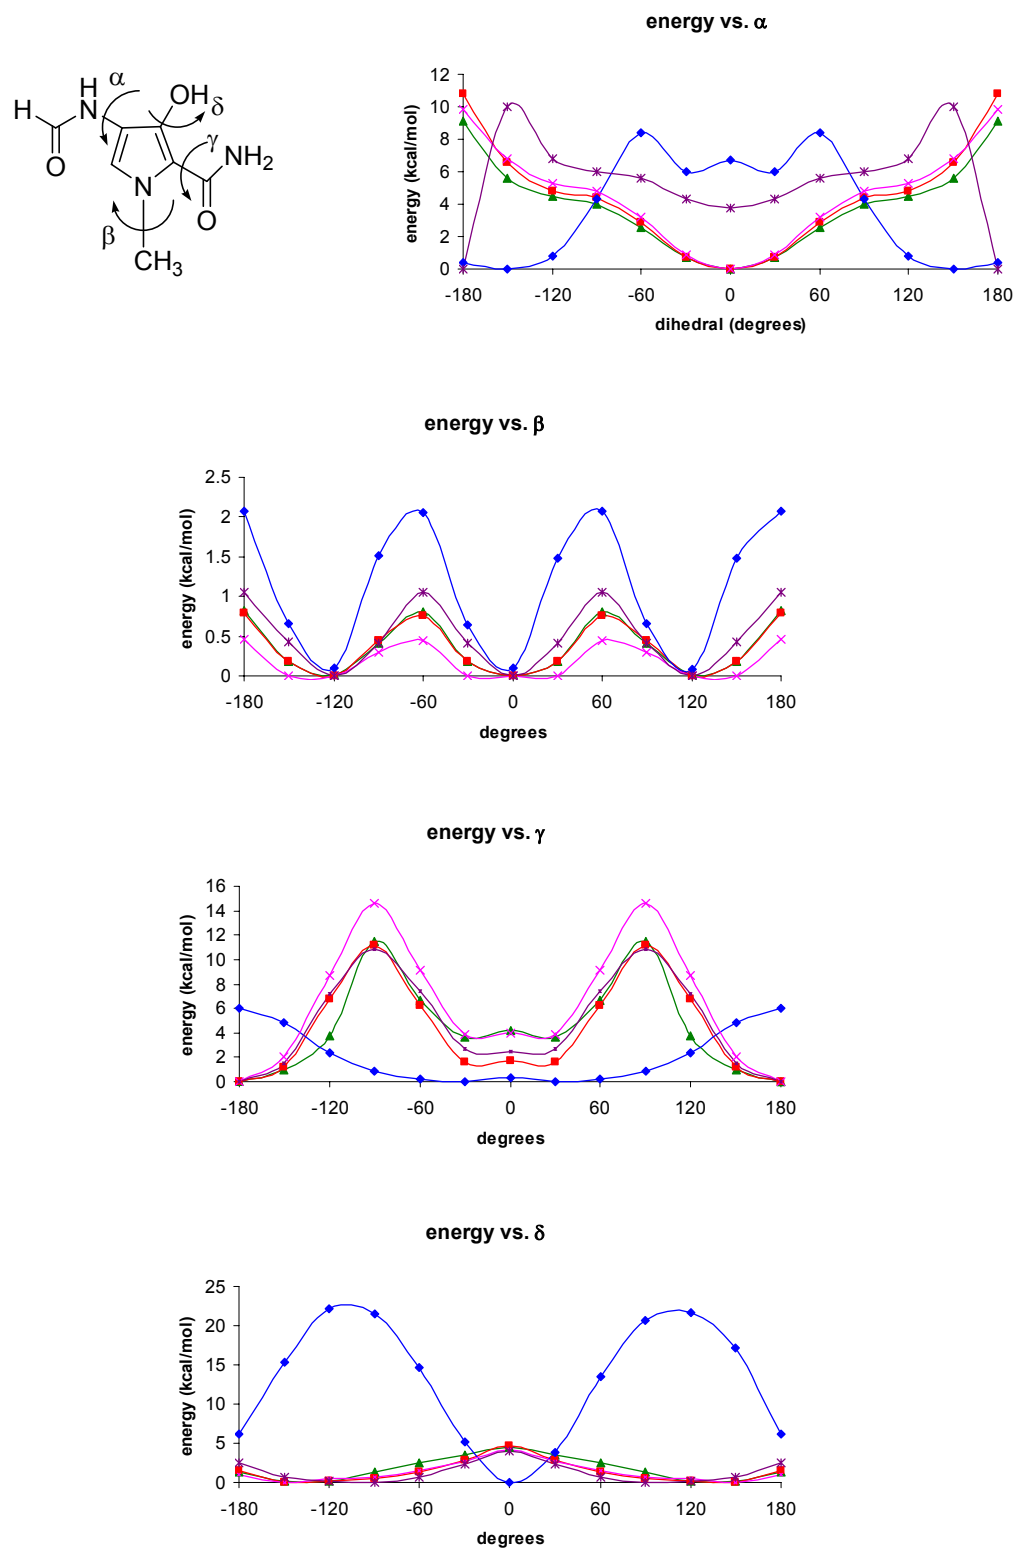 energy vs. α
H
N
H
O
α
OH
δ
γ
NH2
N
O
β
CH3
energy (kcal/mol)
12
10
8
6
4
2
0
-180 -120 -60 0 60 120 180
dihedral (degrees)
energy vs. β
energy (kcal/mol)
2.5
2
1.5
1
0.5
0
-180 -120 -60 0 60 120 180
degrees
energy vs. γ
energy (kcal/mol)
16
14
12
10
8
6
4
2
0
-180 -120 -60 0 60 120 180
degrees
energy vs. δ
energy (kcal/mol)
25
20
15
10
5
0
-180 -120 -60 0 60 120 180
degrees